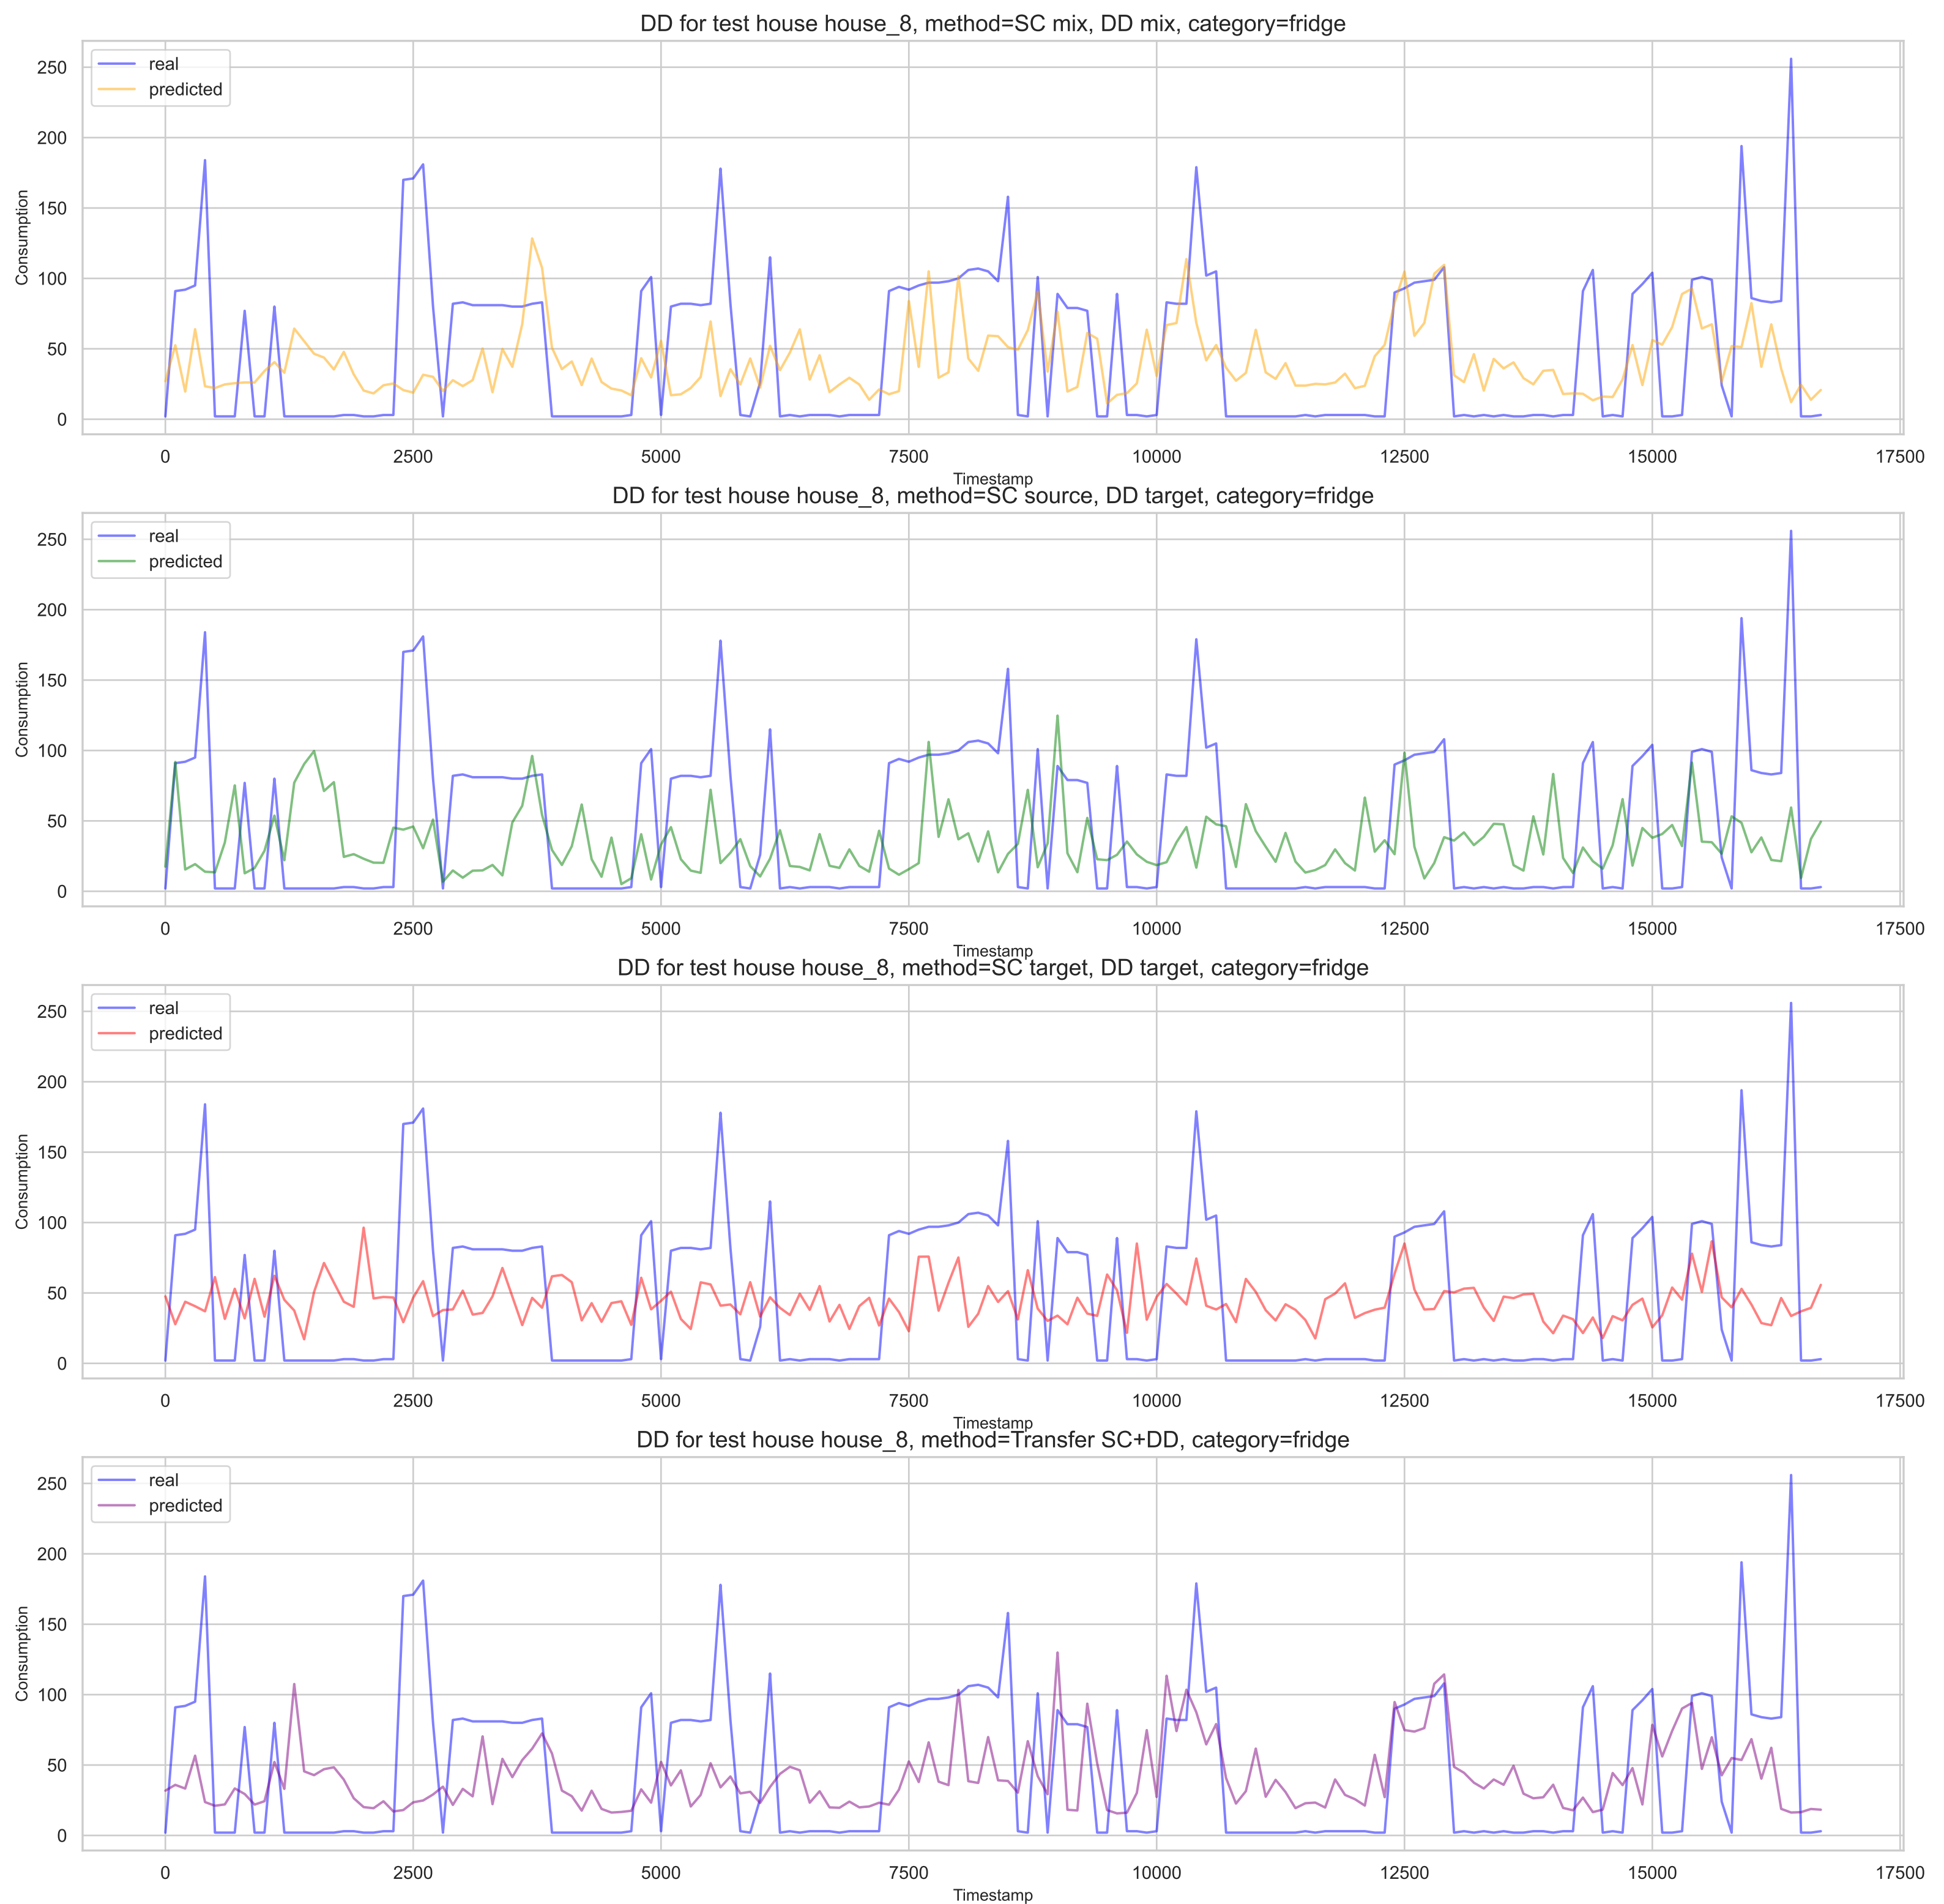 DD for test house house_8, method=SC mix, DD mix, category=fridge
real
predicted
250
200
150
100
50
0
Consumption
0 2500 5000 7500 10000 12500 15000 17500
Timestamp
DD for test house house_8, method=SC source, DD target, category=fridge
real
predicted
250
200
150
100
50
0
Consumption
0 2500 5000 7500 10000 12500 15000 17500
Timestamp
DD for test house house_8, method=SC target, DD target, category=fridge
real
predicted
250
200
150
100
50
0
Consumption
0 2500 5000 7500 10000 12500 15000 17500
Timestamp
DD for test house house_8, method=Transfer SC+DD, category=fridge
real
predicted
250
200
150
100
50
0
Consumption
0 2500 5000 7500 10000 12500 15000 17500
Timestamp